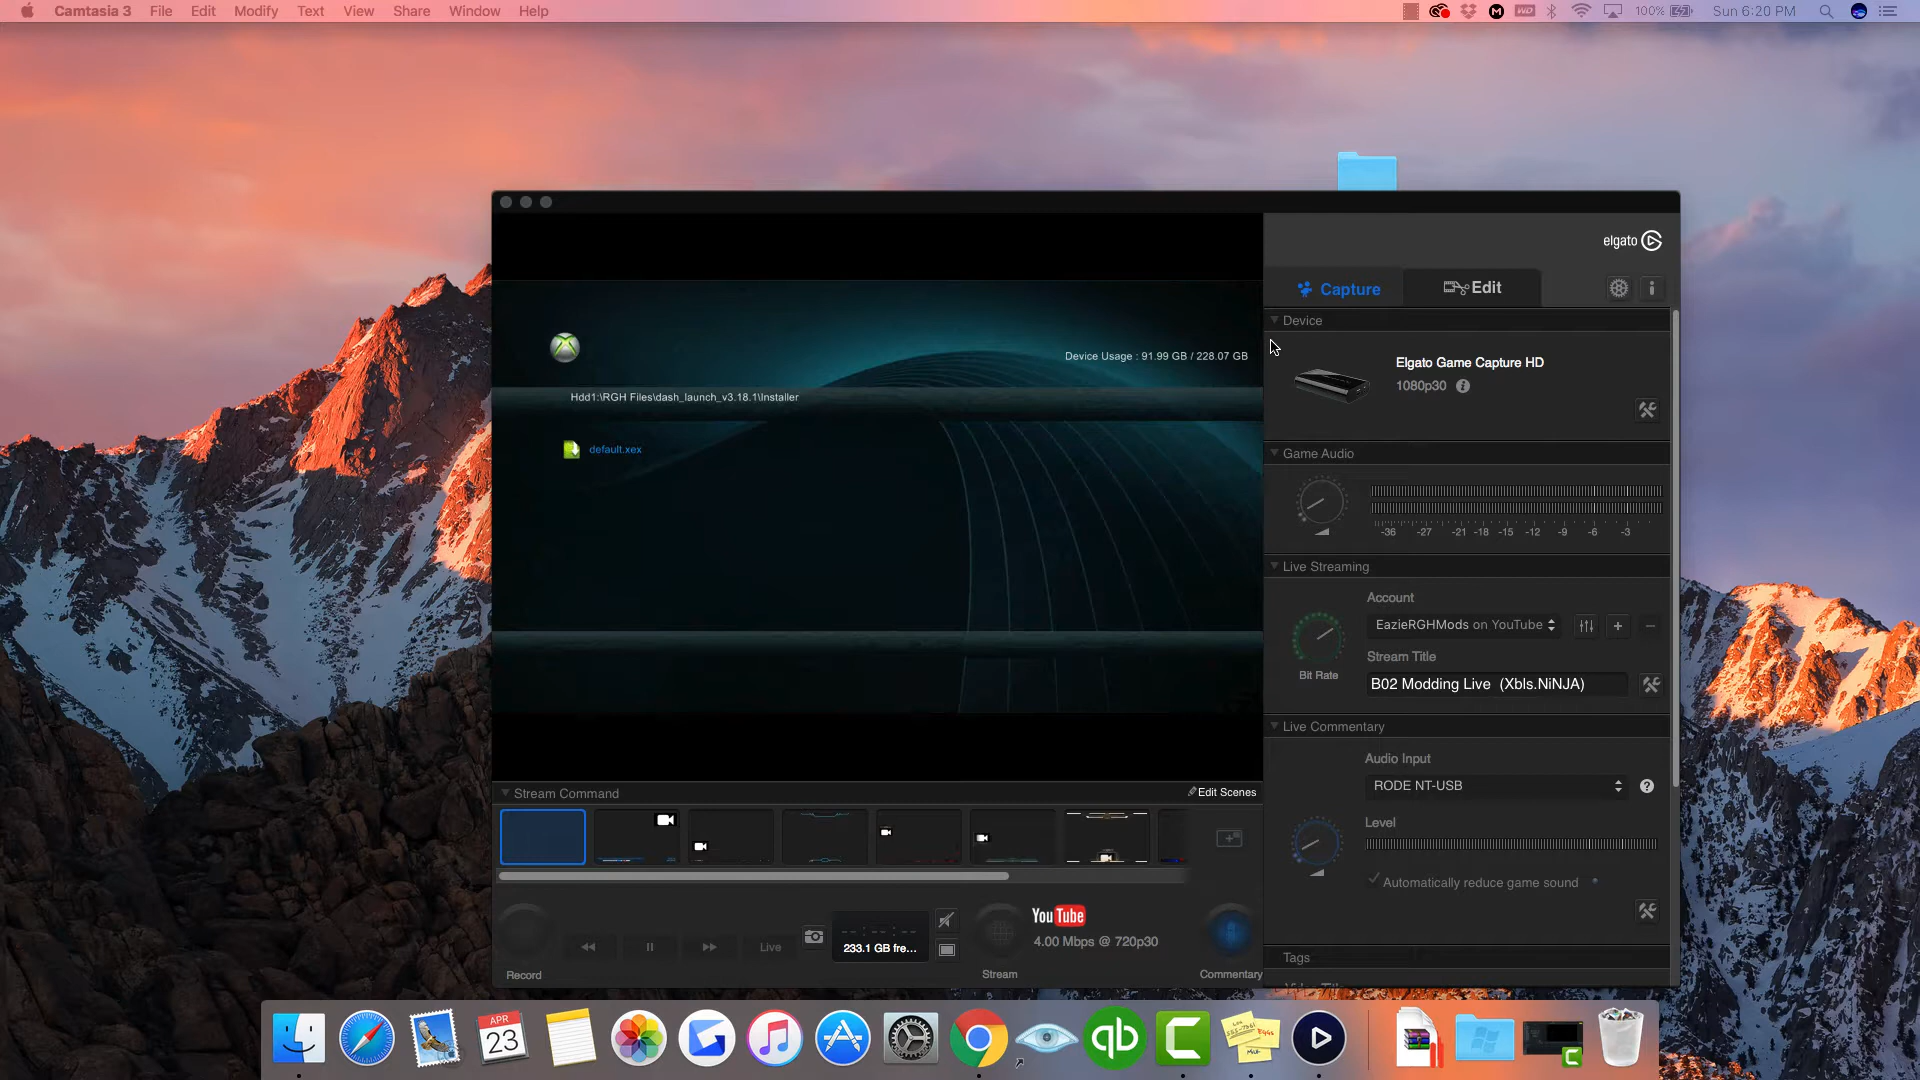 Camtasia 3 File Edit Modify Text View Share Window Help
100% Sun 6:20 PM
elgato
Capture
Edit
Device
Elgato Game Capture HD
1080p30
Device Usage : 91.99 GB / 228.07 GB
Hdd1:\RGH Files\dash_launch_v3.18.1\Installer
default.xex
Game Audio
-36 -27 -21 -18 -15 -12 -9 -6 -3
Live Streaming
Account
EazieRGHMods on YouTube
Stream Title
Bit Rate
B02 Modding Live (Xbls.NiNJA)
Live Commentary
Audio Input
RODE NT-USB
Level
Automatically reduce game sound
Tags
Stream Command
Edit Scenes
YouTube
4.00 Mbps @ 720p30
Live
233.1 GB fre...
Record
Stream
Commentary
APR
23
qb